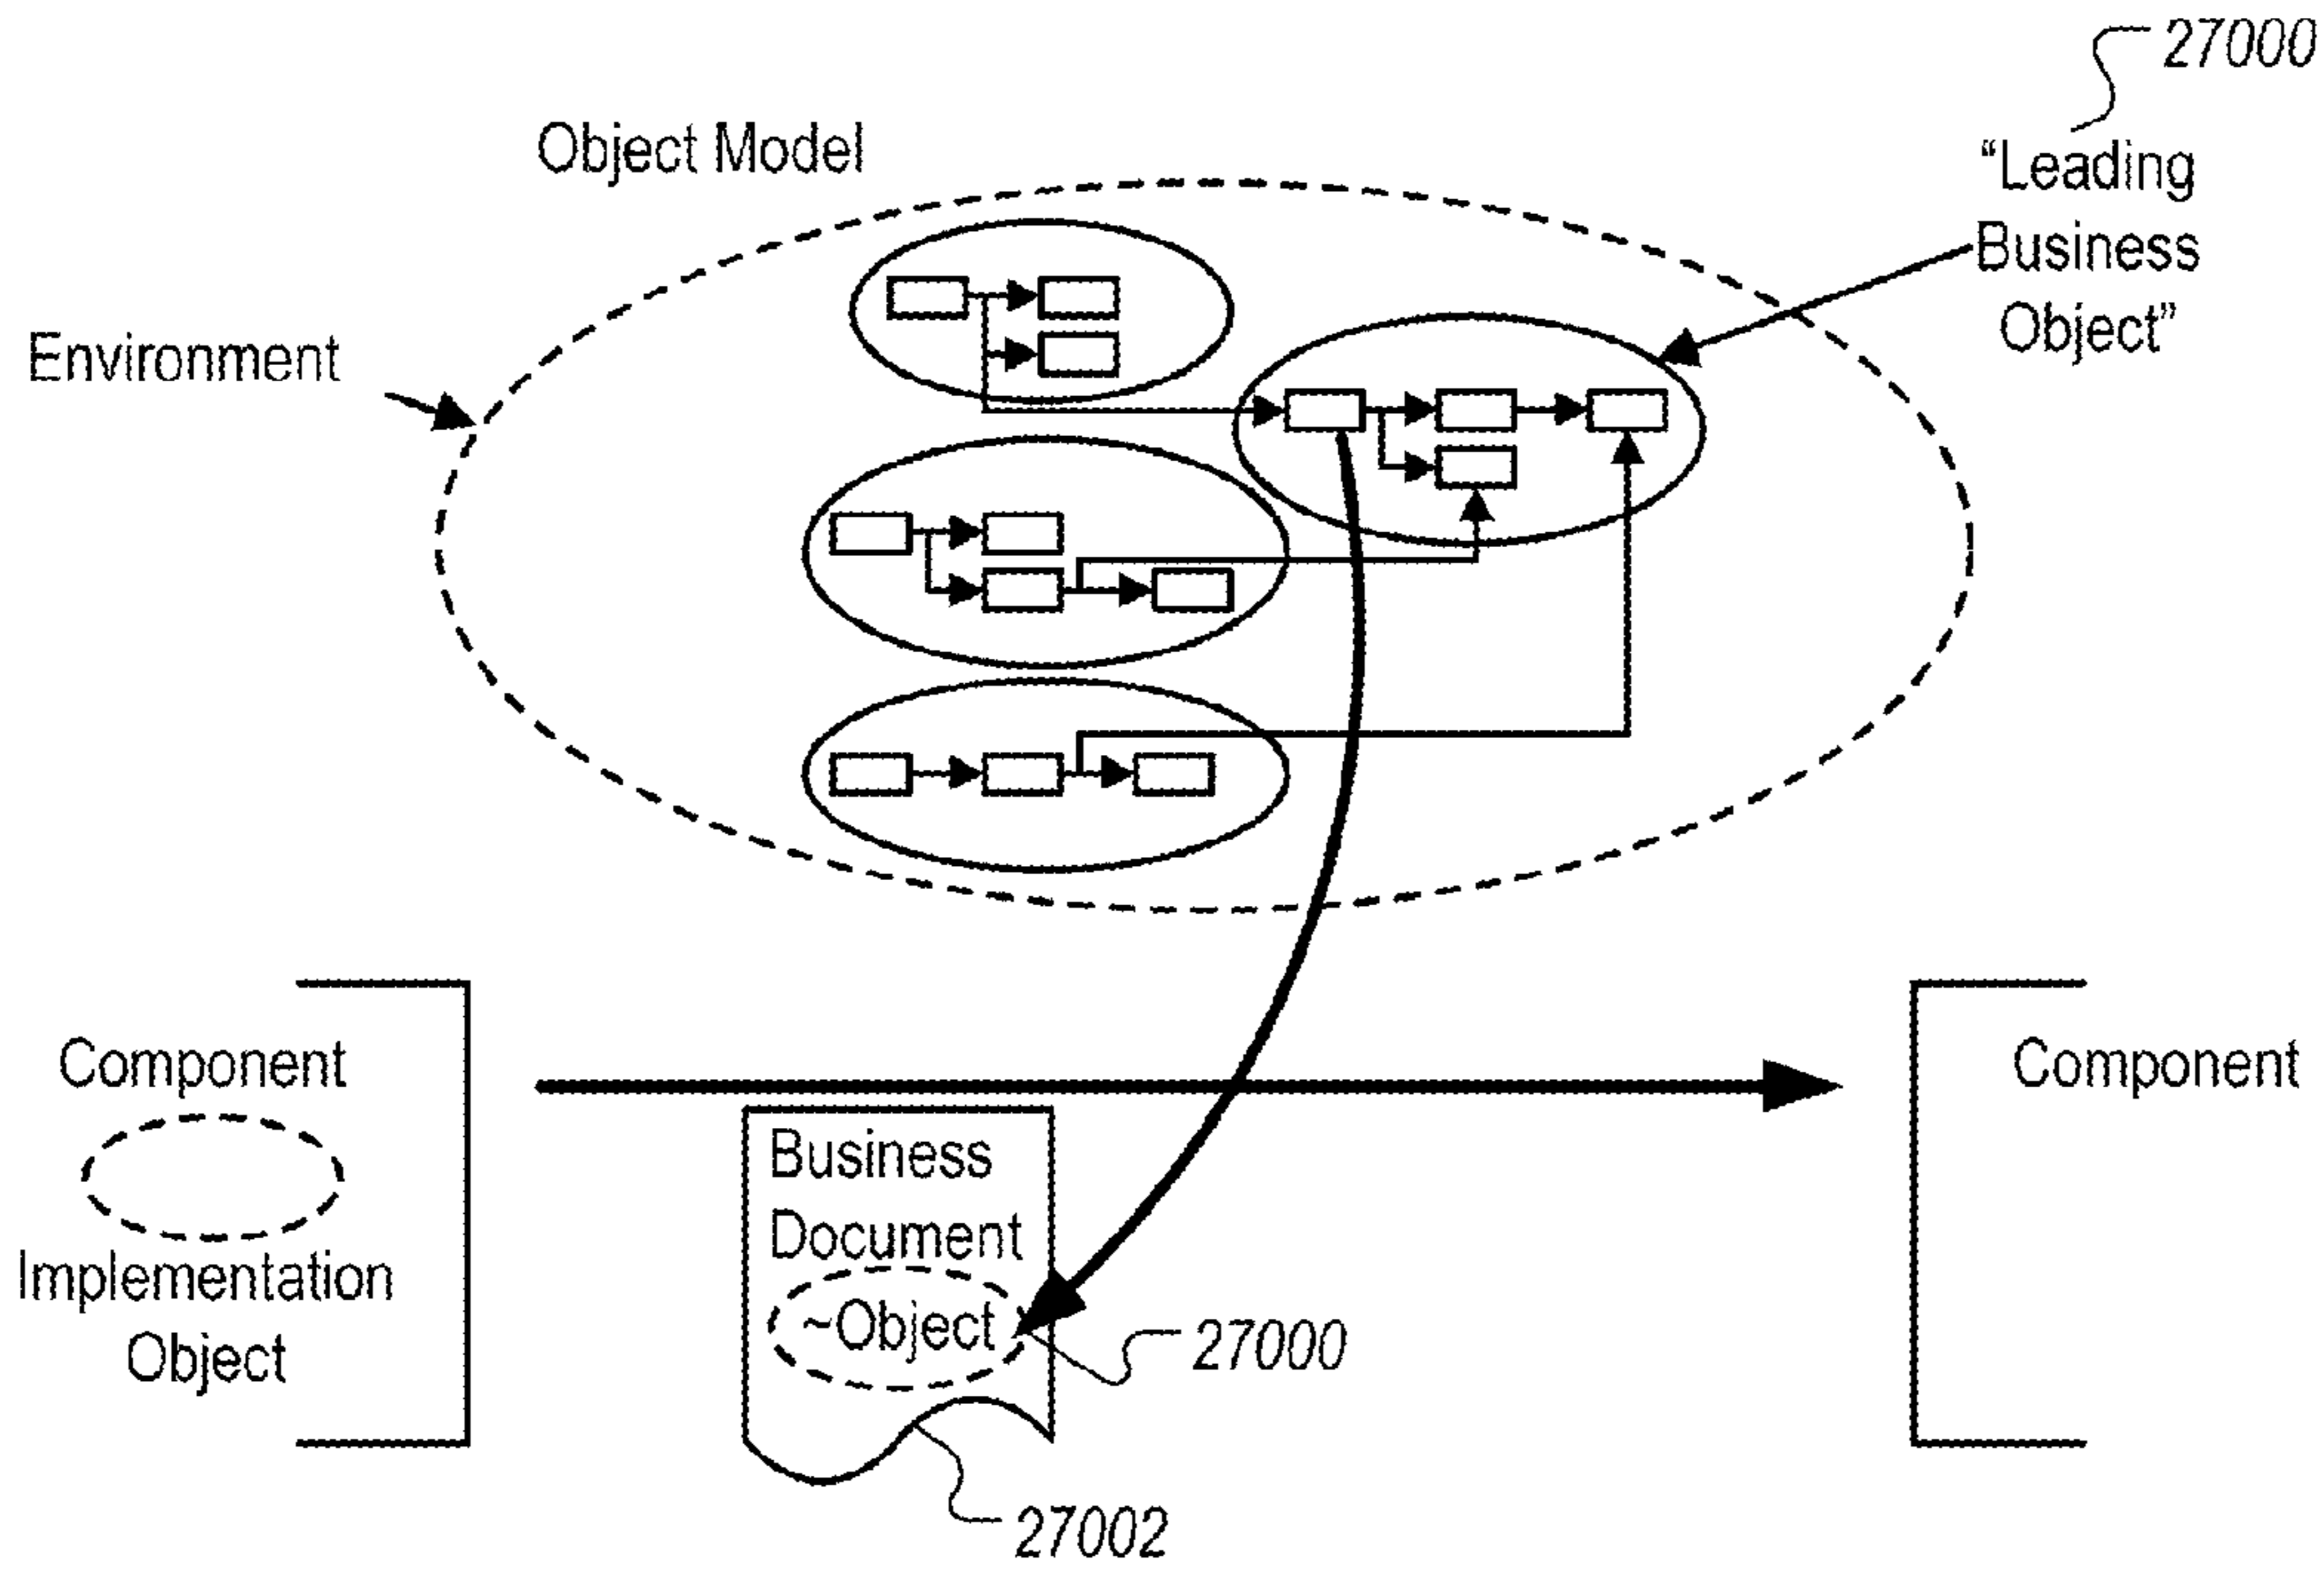 27000
Object Model
“Leading
Business
Object”
Environment
Component
Implementation
Object
Component
Business
Document
~Object
27000
27002